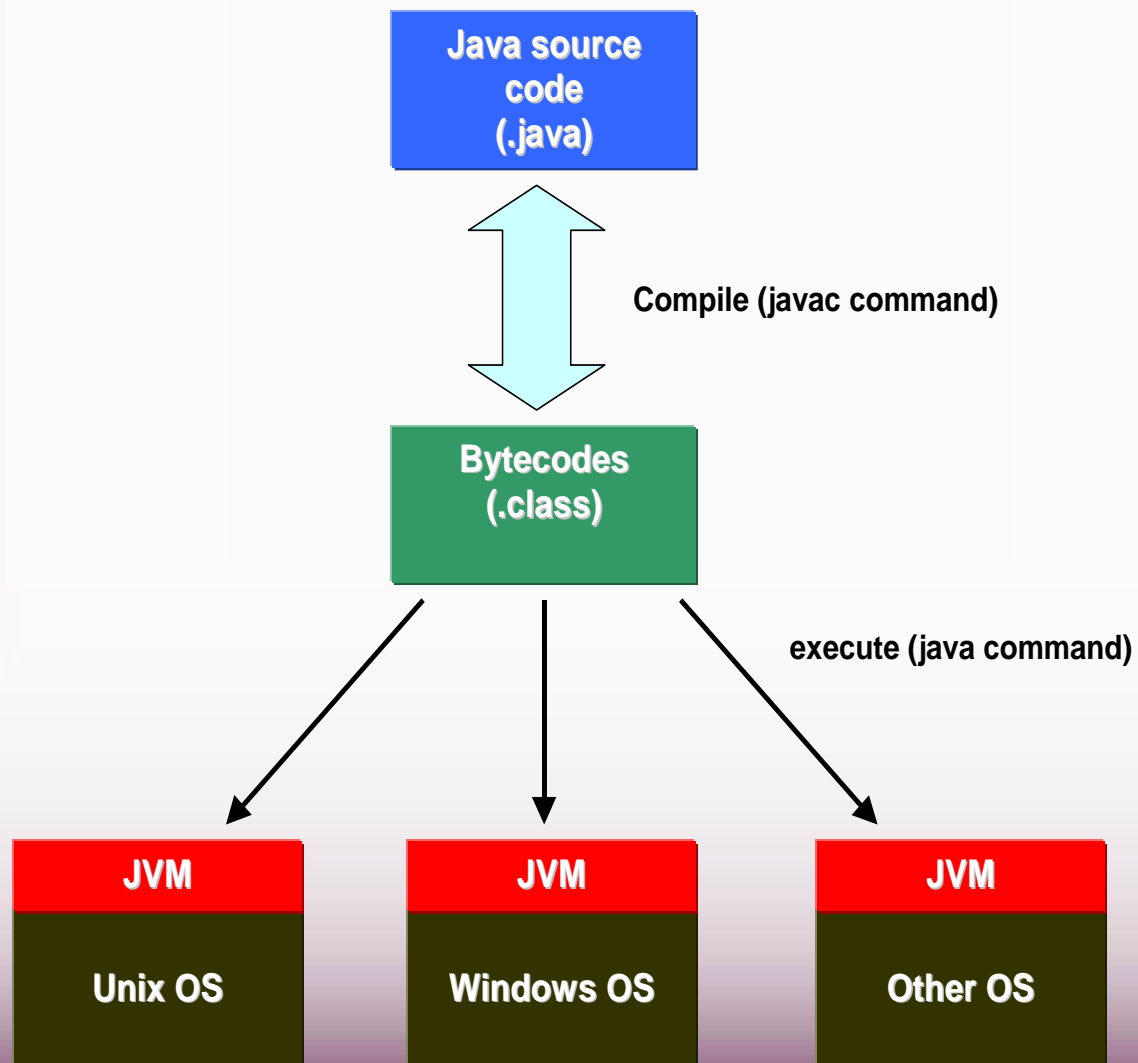 Java source
code
(.java)
Compile (javac command)
Bytecodes
(.class)
execute (java command)
JVM
JVM
JVM
Unix OS
Windows OS
Other OS